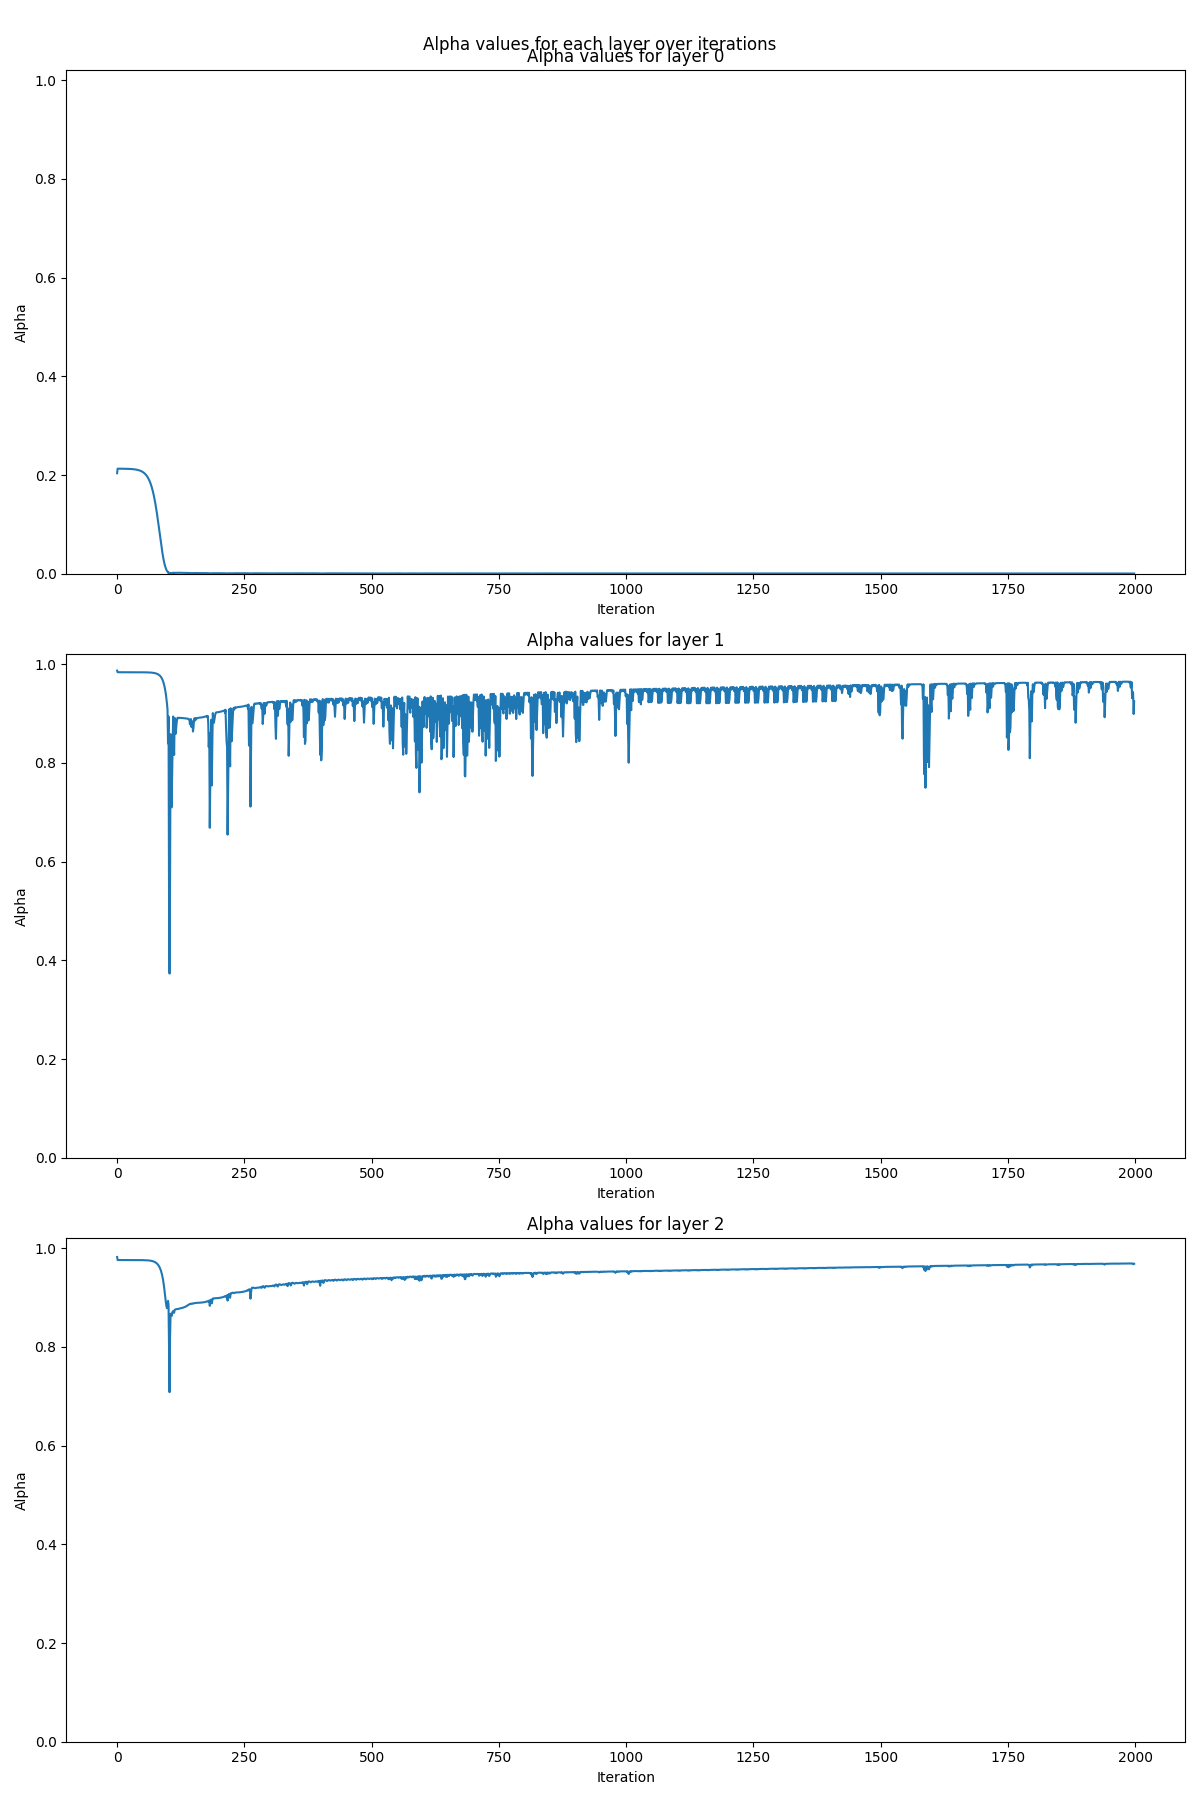 Alpha values for each layer over iterations
Alpha values for layer 0
1.0
0.8
0.6
0.4
0.2
0.0
Alpha
0 250 500 750 1000 1250 1500 1750 2000
Iteration
Alpha values for layer 1
1.0
0.8
0.6
0.4
0.2
0.0
Alpha
0 250 500 750 1000 1250 1500 1750 2000
Iteration
Alpha values for layer 2
1.0
0.8
0.6
0.4
0.2
0.0
Alpha
0 250 500 750 1000 1250 1500 1750 2000
Iteration